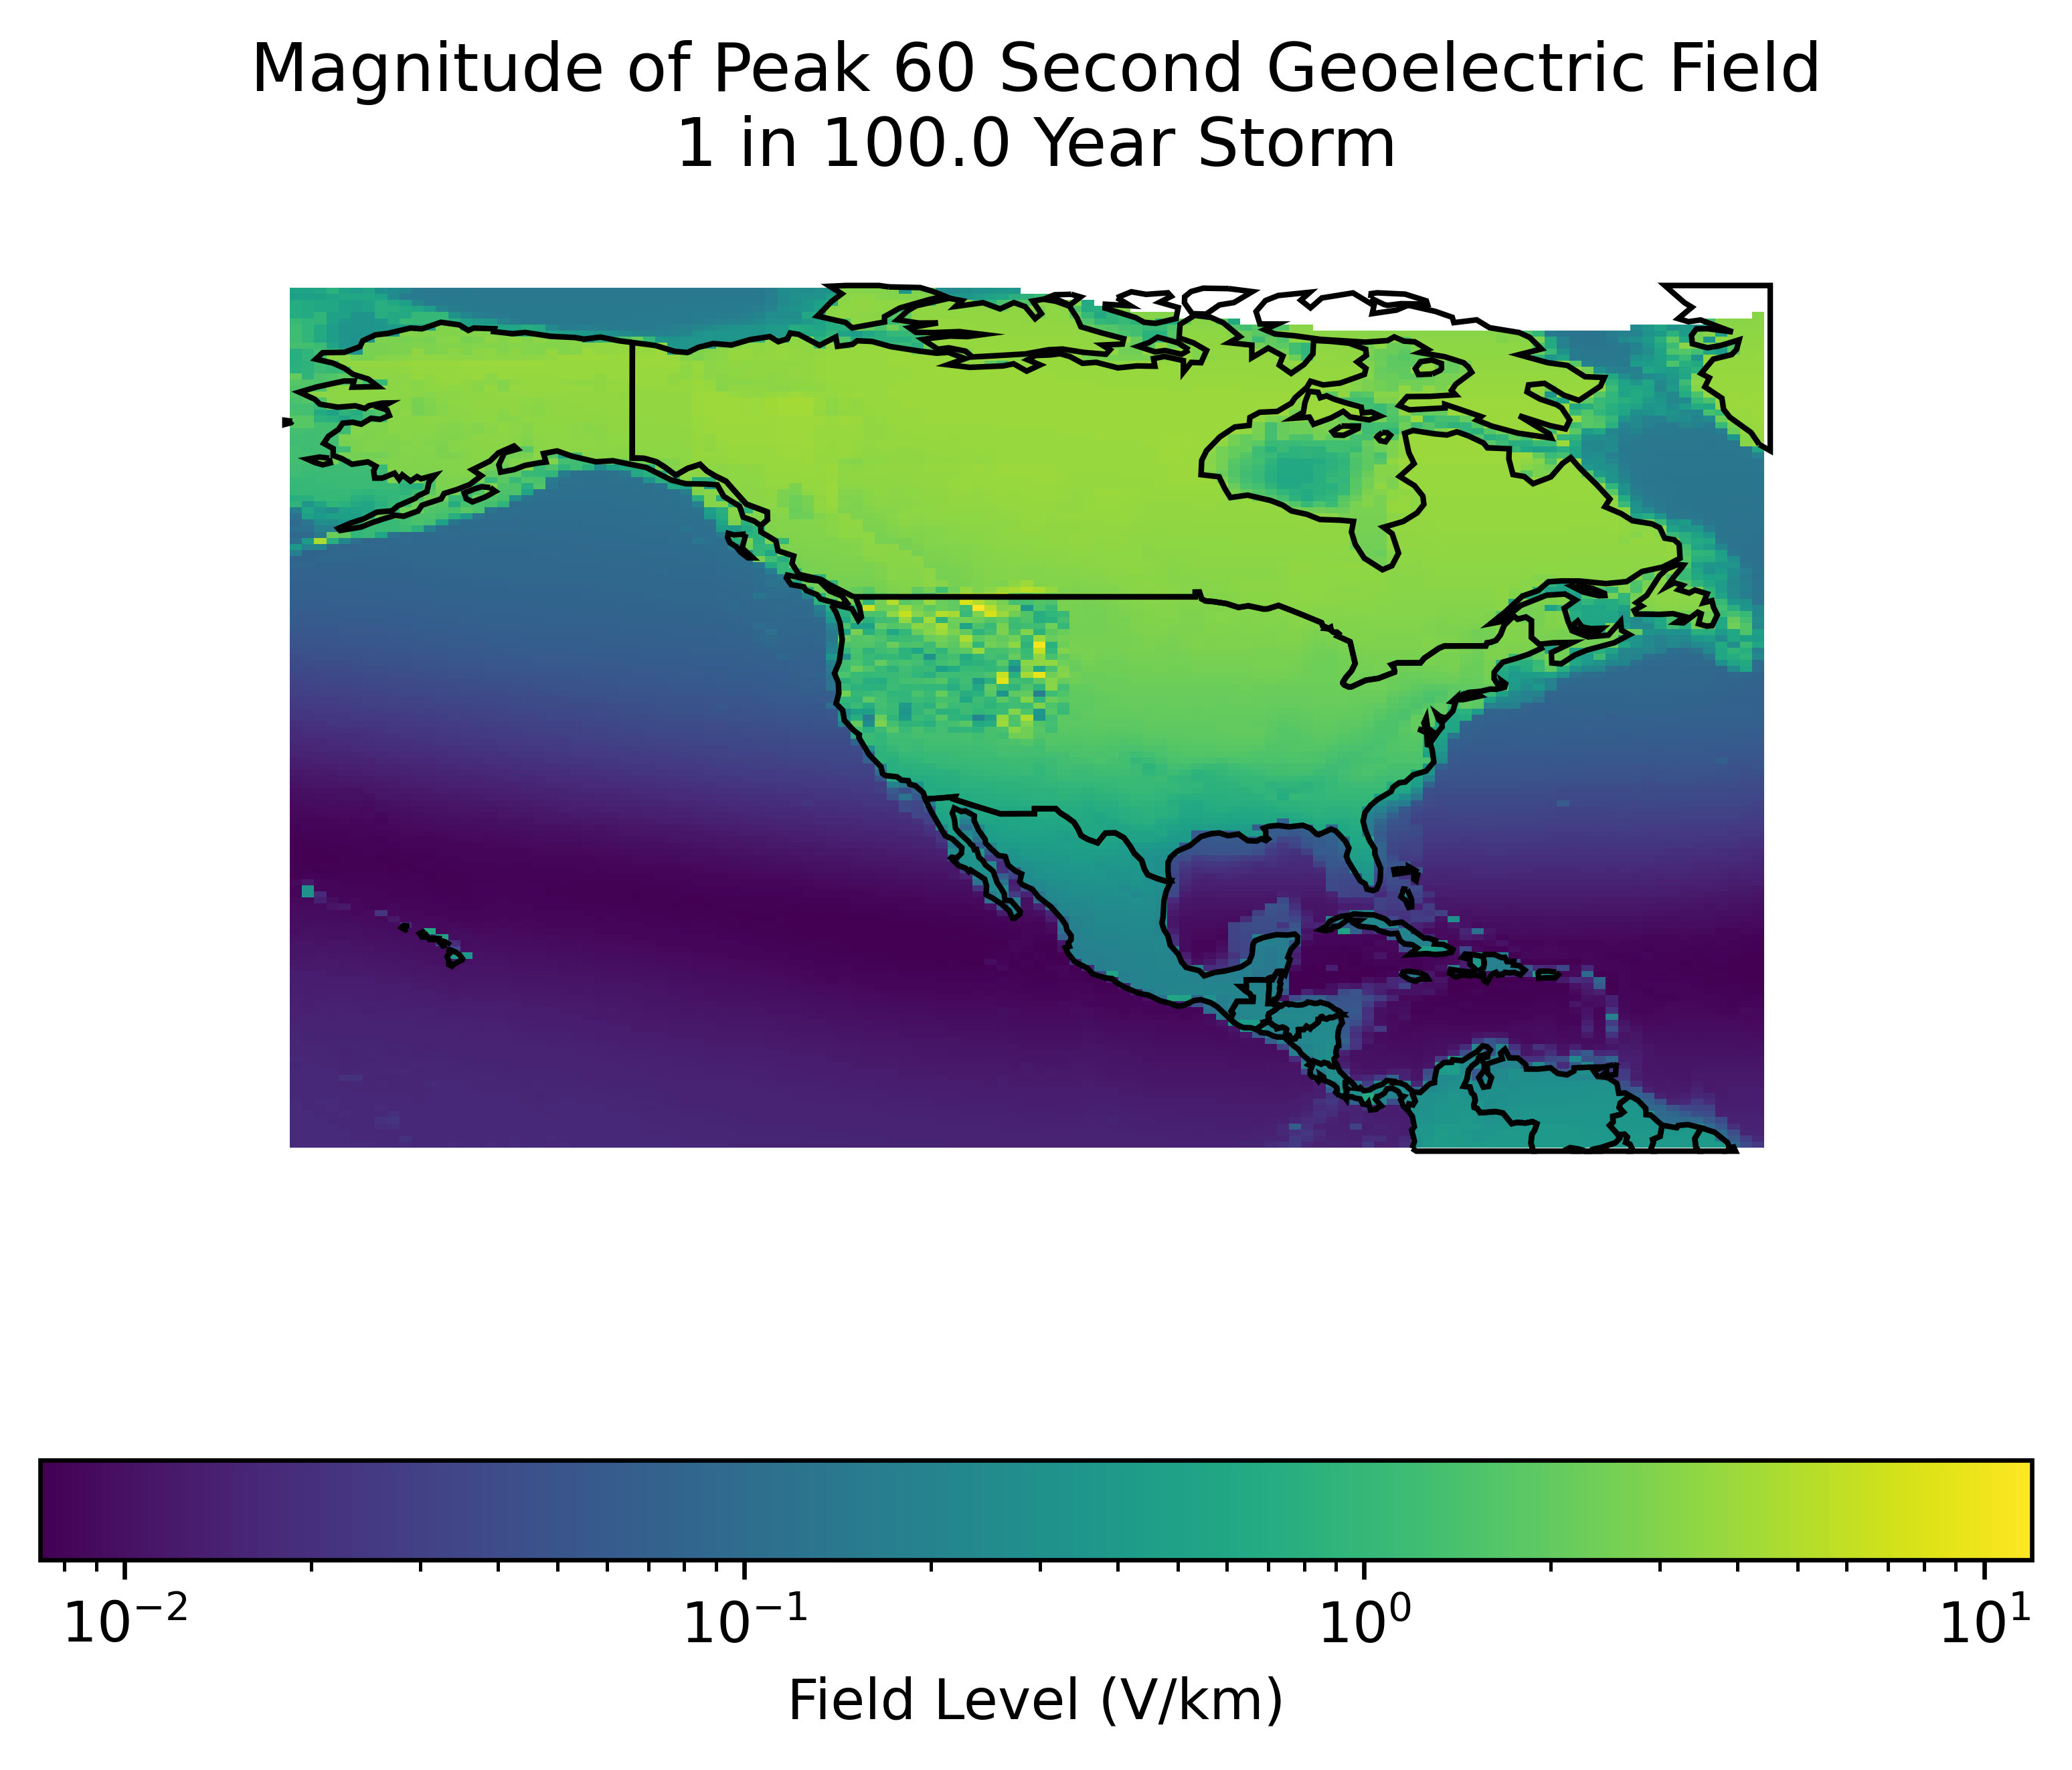 Magnitude of Peak 60 Second Geoelectric Field
1 in 100.0 Year Storm
10⁻² 10⁻¹ 10⁰ 10¹
Field Level (V/km)